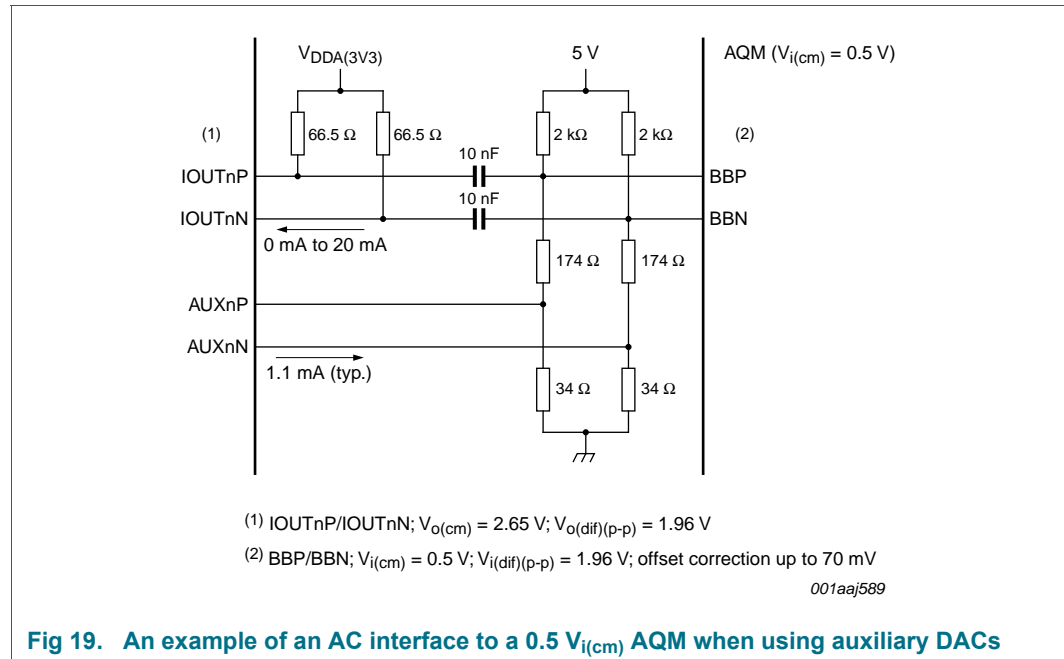 VDDA(3V3) 5 V AQM (Vi(cm) = 0.5 V)
(1) 66.5 Ω 66.5 Ω 2 kΩ 2 kΩ (2)
10 nF
IOUTnP BBP
10 nF
IOUTnN BBN
0 mA to 20 mA
174 Ω 174 Ω
AUXnP
AUXnN
1.1 mA (typ.)
34 Ω 34 Ω
(1) IOUTnP/IOUTnN; Vo(cm) = 2.65 V; Vo(dif)(p-p) = 1.96 V
(2) BBP/BBN; Vi(cm) = 0.5 V; Vi(dif)(p-p) = 1.96 V; offset correction up to 70 mV
001aaj589
Fig 19. An example of an AC interface to a 0.5 Vi(cm) AQM when using auxiliary DACs